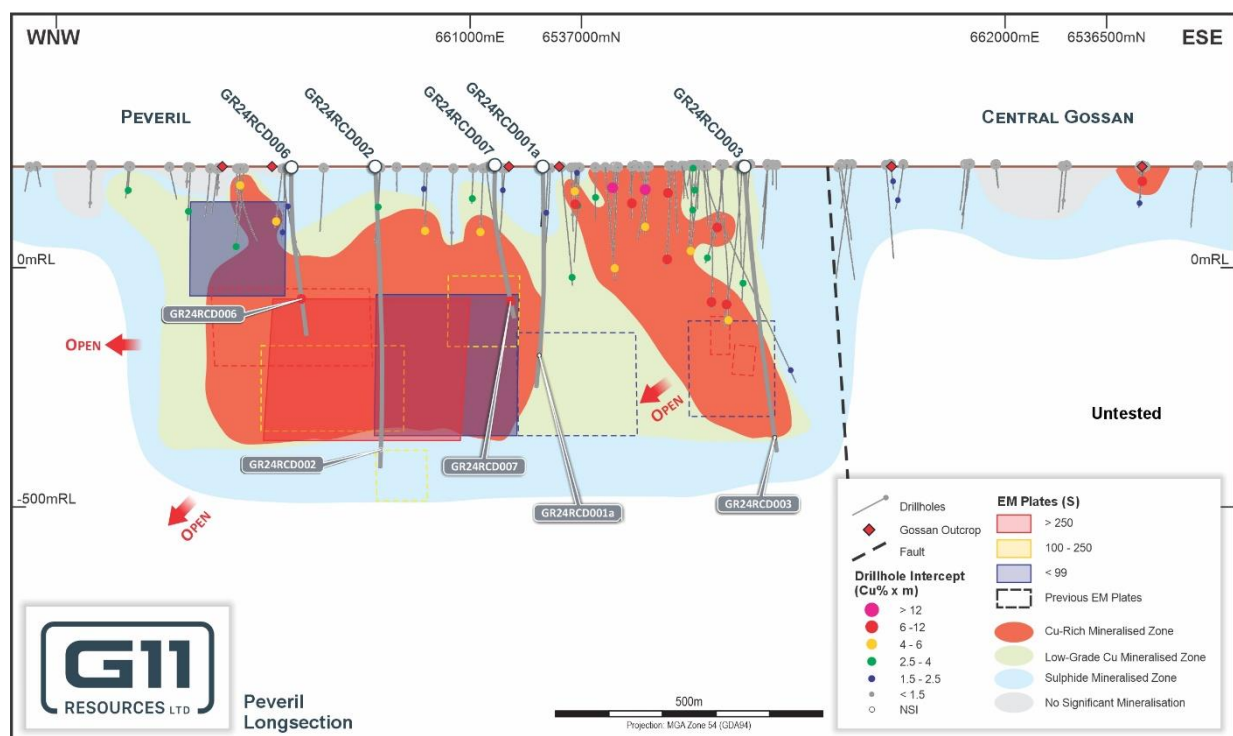 WNW
661000mE
6537000mN
662000mE
6536500mN
ESE
PEVERIL
GR24RCD006
GR24RCD002
GR24RCD007
GR24RCD001a
GR24RCD003
CENTRAL GOSSAN
0mRL
0mRL
GR24RCD006
OPEN
OPEN
Untested
GR24RCD002
GR24RCD007
GR24RCD003
GR24RCD001a
-500mRL
OPEN
Drillholes
Gossan Outcrop
Fault
Drillhole Intercept
(Cu% x m)
> 12
6 -12
4 - 6
2.5 - 4
1.5 - 2.5
< 1.5
NSI
EM Plates (S)
> 250
100 - 250
< 99
Previous EM Plates
Cu-Rich Mineralised Zone
Low-Grade Cu Mineralised Zone
Sulphide Mineralised Zone
No Significant Mineralisation
G11
RESOURCES LTD
Peveril
Longsection
500m
Projection: MGA Zone 54 (GDA94)